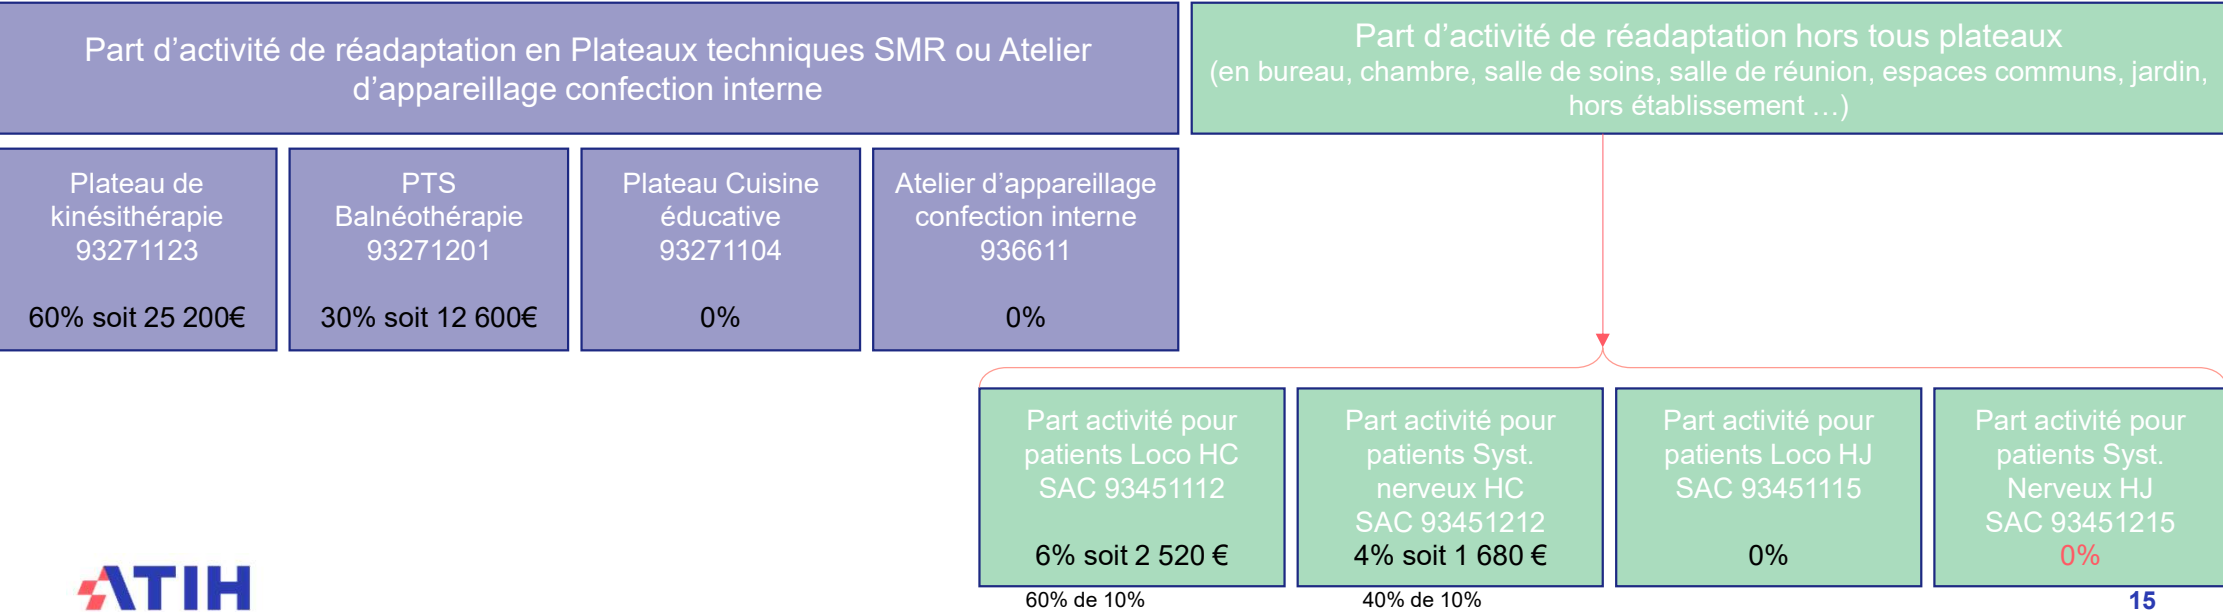 Part d’activité de réadaptation en Plateaux techniques SMR ou Atelier
d’appareillage confection interne
Part d’activité de réadaptation hors tous plateaux
(en bureau, chambre, salle de soins, salle de réunion, espaces communs, jardin,
hors établissement …)
Plateau de
kinésithérapie
93271123
60% soit 25 200€
PTS
Balnéothérapie
93271201
30% soit 12 600€
Plateau Cuisine
éducative
93271104
0%
Atelier d’appareillage
confection interne
936611
0%
Part activité pour
patients Loco HC
SAC 93451112
6% soit 2 520 €
60% de 10%
Part activité pour
patients Syst.
nerveux HC
SAC 93451212
4% soit 1 680 €
40% de 10%
Part activité pour
patients Loco HJ
SAC 93451115
0%
Part activité pour
patients Syst.
Nerveux HJ
SAC 93451215
0%
ATIH
15